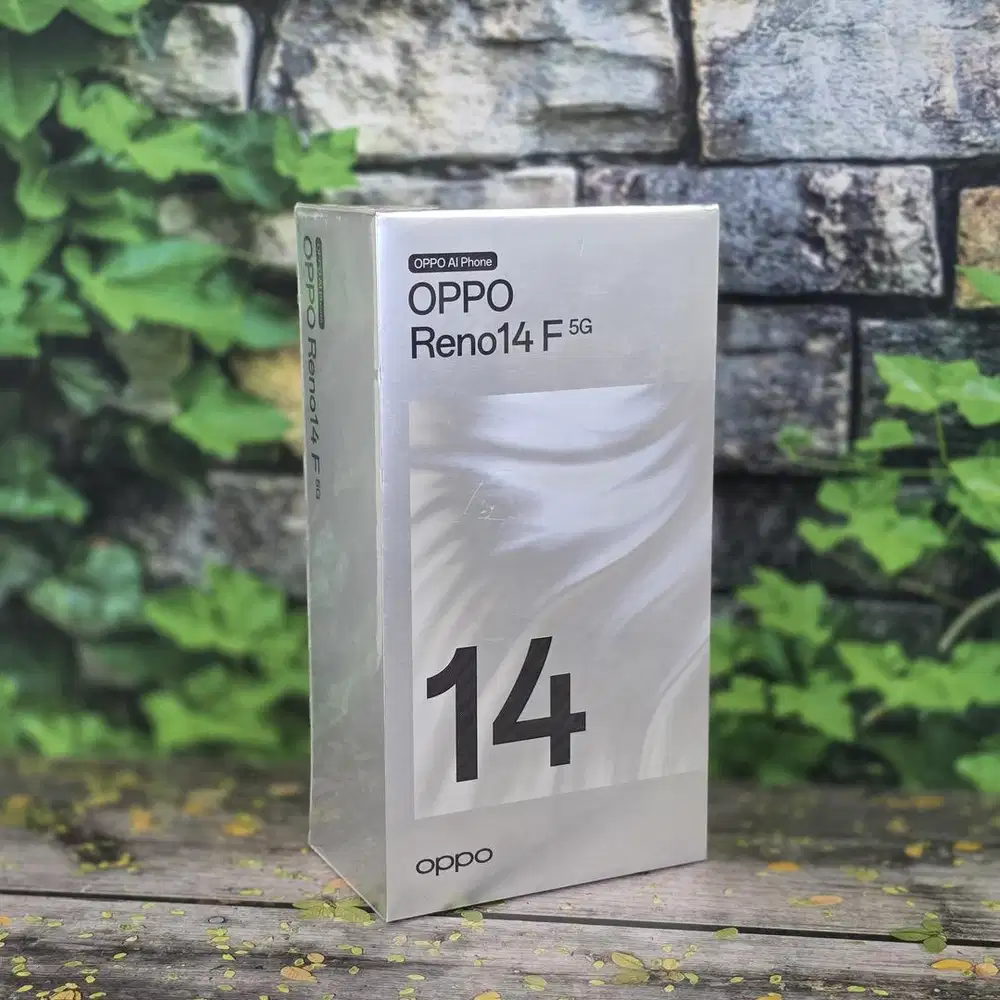 OPPO AI Phone
OPPO
Reno14 F 5G
14
oppo
OPPO Reno14 F 5G